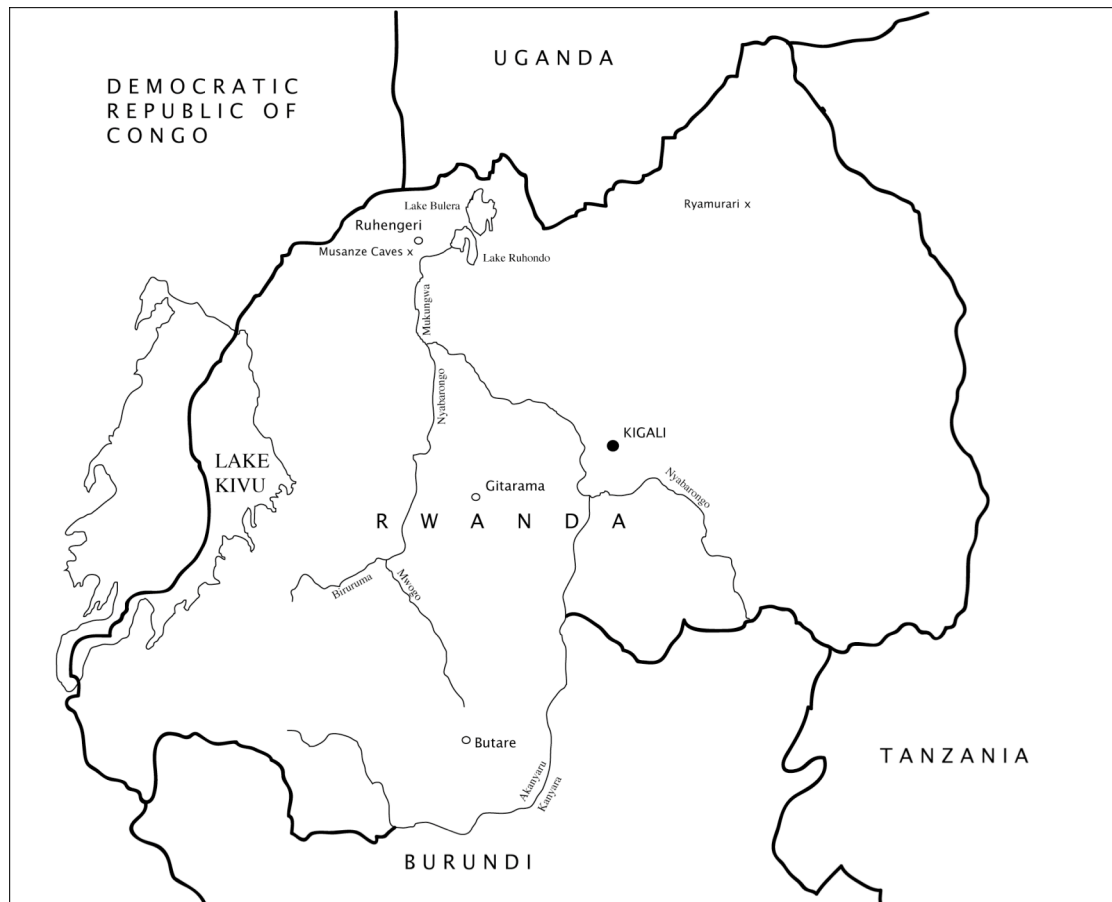 UGANDA
DEMOCRATIC
REPUBLIC OF
CONGO
Lake Bulera
Ryamurari x
Ruhengeri
Musanze Caves x
Lake Ruhondo
Mukungwa
Nyabarongo
KIGALI
LAKE
KIVU
Gitarama
Nyabarongo
RWANDA
Biruruma
Mwogo
Butare
TANZANIA
Akanyaru
Kanyara
BURUNDI